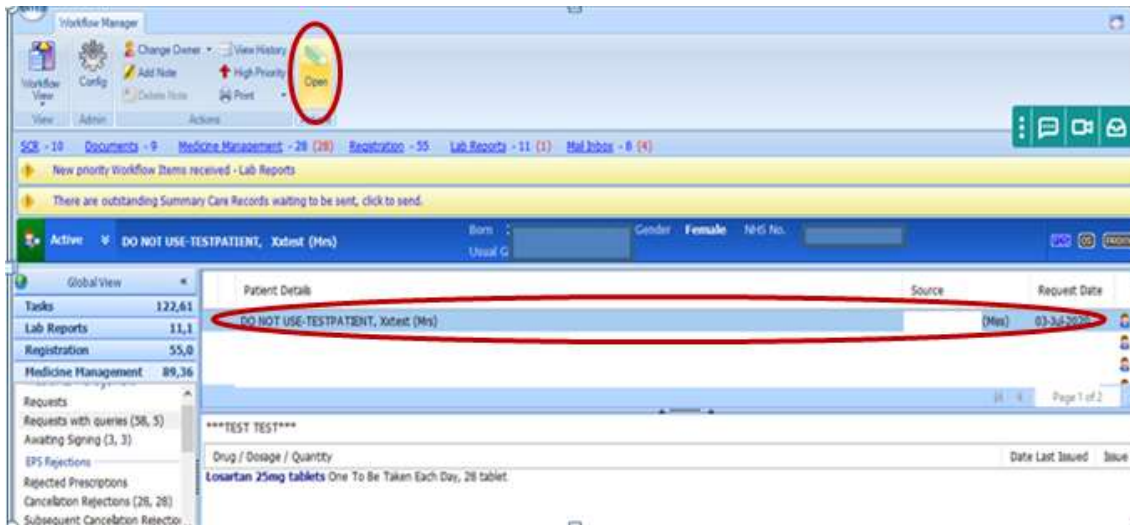 Workflow Manager
Workflow View
Config
Change Owner
Add Note
Delete Note
View History
High Priority
Print
Open
View
Admin
Actions
SCR - 10 Documents - 9 Medicine Management - 28 (28) Registration - 55 Lab Reports - 11 (1) Mail Inbox - 8 (4)
New priority Workflow Items received - Lab Reports
There are outstanding Summary Care Records waiting to be sent, click to send.
Active DO NOT USE-TESTPATIENT, Xxtest (Mrs) Born Gender Female NHS No.
Usual G
Global View
Tasks 122,61
Lab Reports 11,1
Registration 55,0
Medicine Management 89,36
Requests
Requests with queries (58, 5)
Awaiting Signing (3, 3)
EPS Rejections
Rejected Prescriptions
Cancellation Rejections (28, 28)
Subsequent Cancellation Rejection
Patient Details Source Request Date
DO NOT USE-TESTPATIENT, Xxtest (Mrs) (Miss) 03-Jul-2020
Page 1 of 2
***TEST TEST***
Drug / Dosage / Quantity Date Last Issued Issue
Losartan 25mg tablets One To Be Taken Each Day, 28 tablet